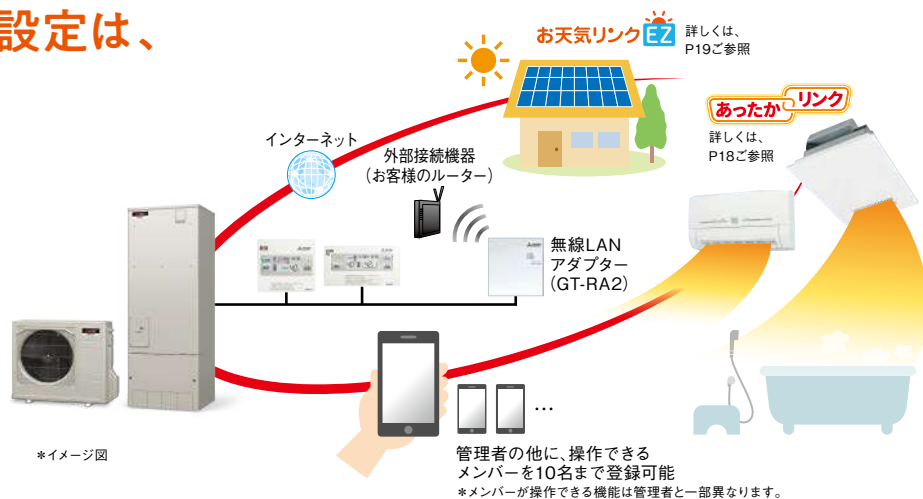 設定は、
お天気リンクEZ
詳しくは、
P19ご参照
あったかリンク
詳しくは、
P18ご参照
インターネット
外部接続機器
（お客様のルーター）
無線LAN
アダプター
（GT-RA2）
…
管理者の他に、操作できる
メンバーを10名まで登録可能
＊メンバーが操作できる機能は管理者と一部異なります。
＊イメージ図